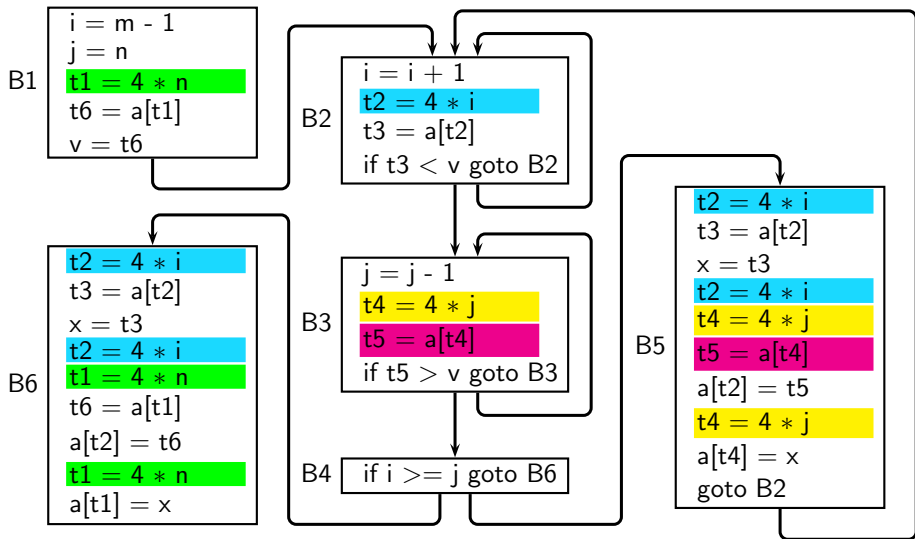 B1
i = m - 1
j = n
t1 = 4 * n
t6 = a[t1]
v = t6
B2
i = i + 1
t2 = 4 * i
t3 = a[t2]
if t3 < v goto B2
B3
j = j - 1
t4 = 4 * j
t5 = a[t4]
if t5 > v goto B3
B4
if i >= j goto B6
B5
t2 = 4 * i
t3 = a[t2]
x = t3
t2 = 4 * i
t4 = 4 * j
t5 = a[t4]
a[t2] = t5
t4 = 4 * j
a[t4] = x
goto B2
B6
t2 = 4 * i
t3 = a[t2]
x = t3
t2 = 4 * i
t1 = 4 * n
t6 = a[t1]
a[t2] = t6
t1 = 4 * n
a[t1] = x